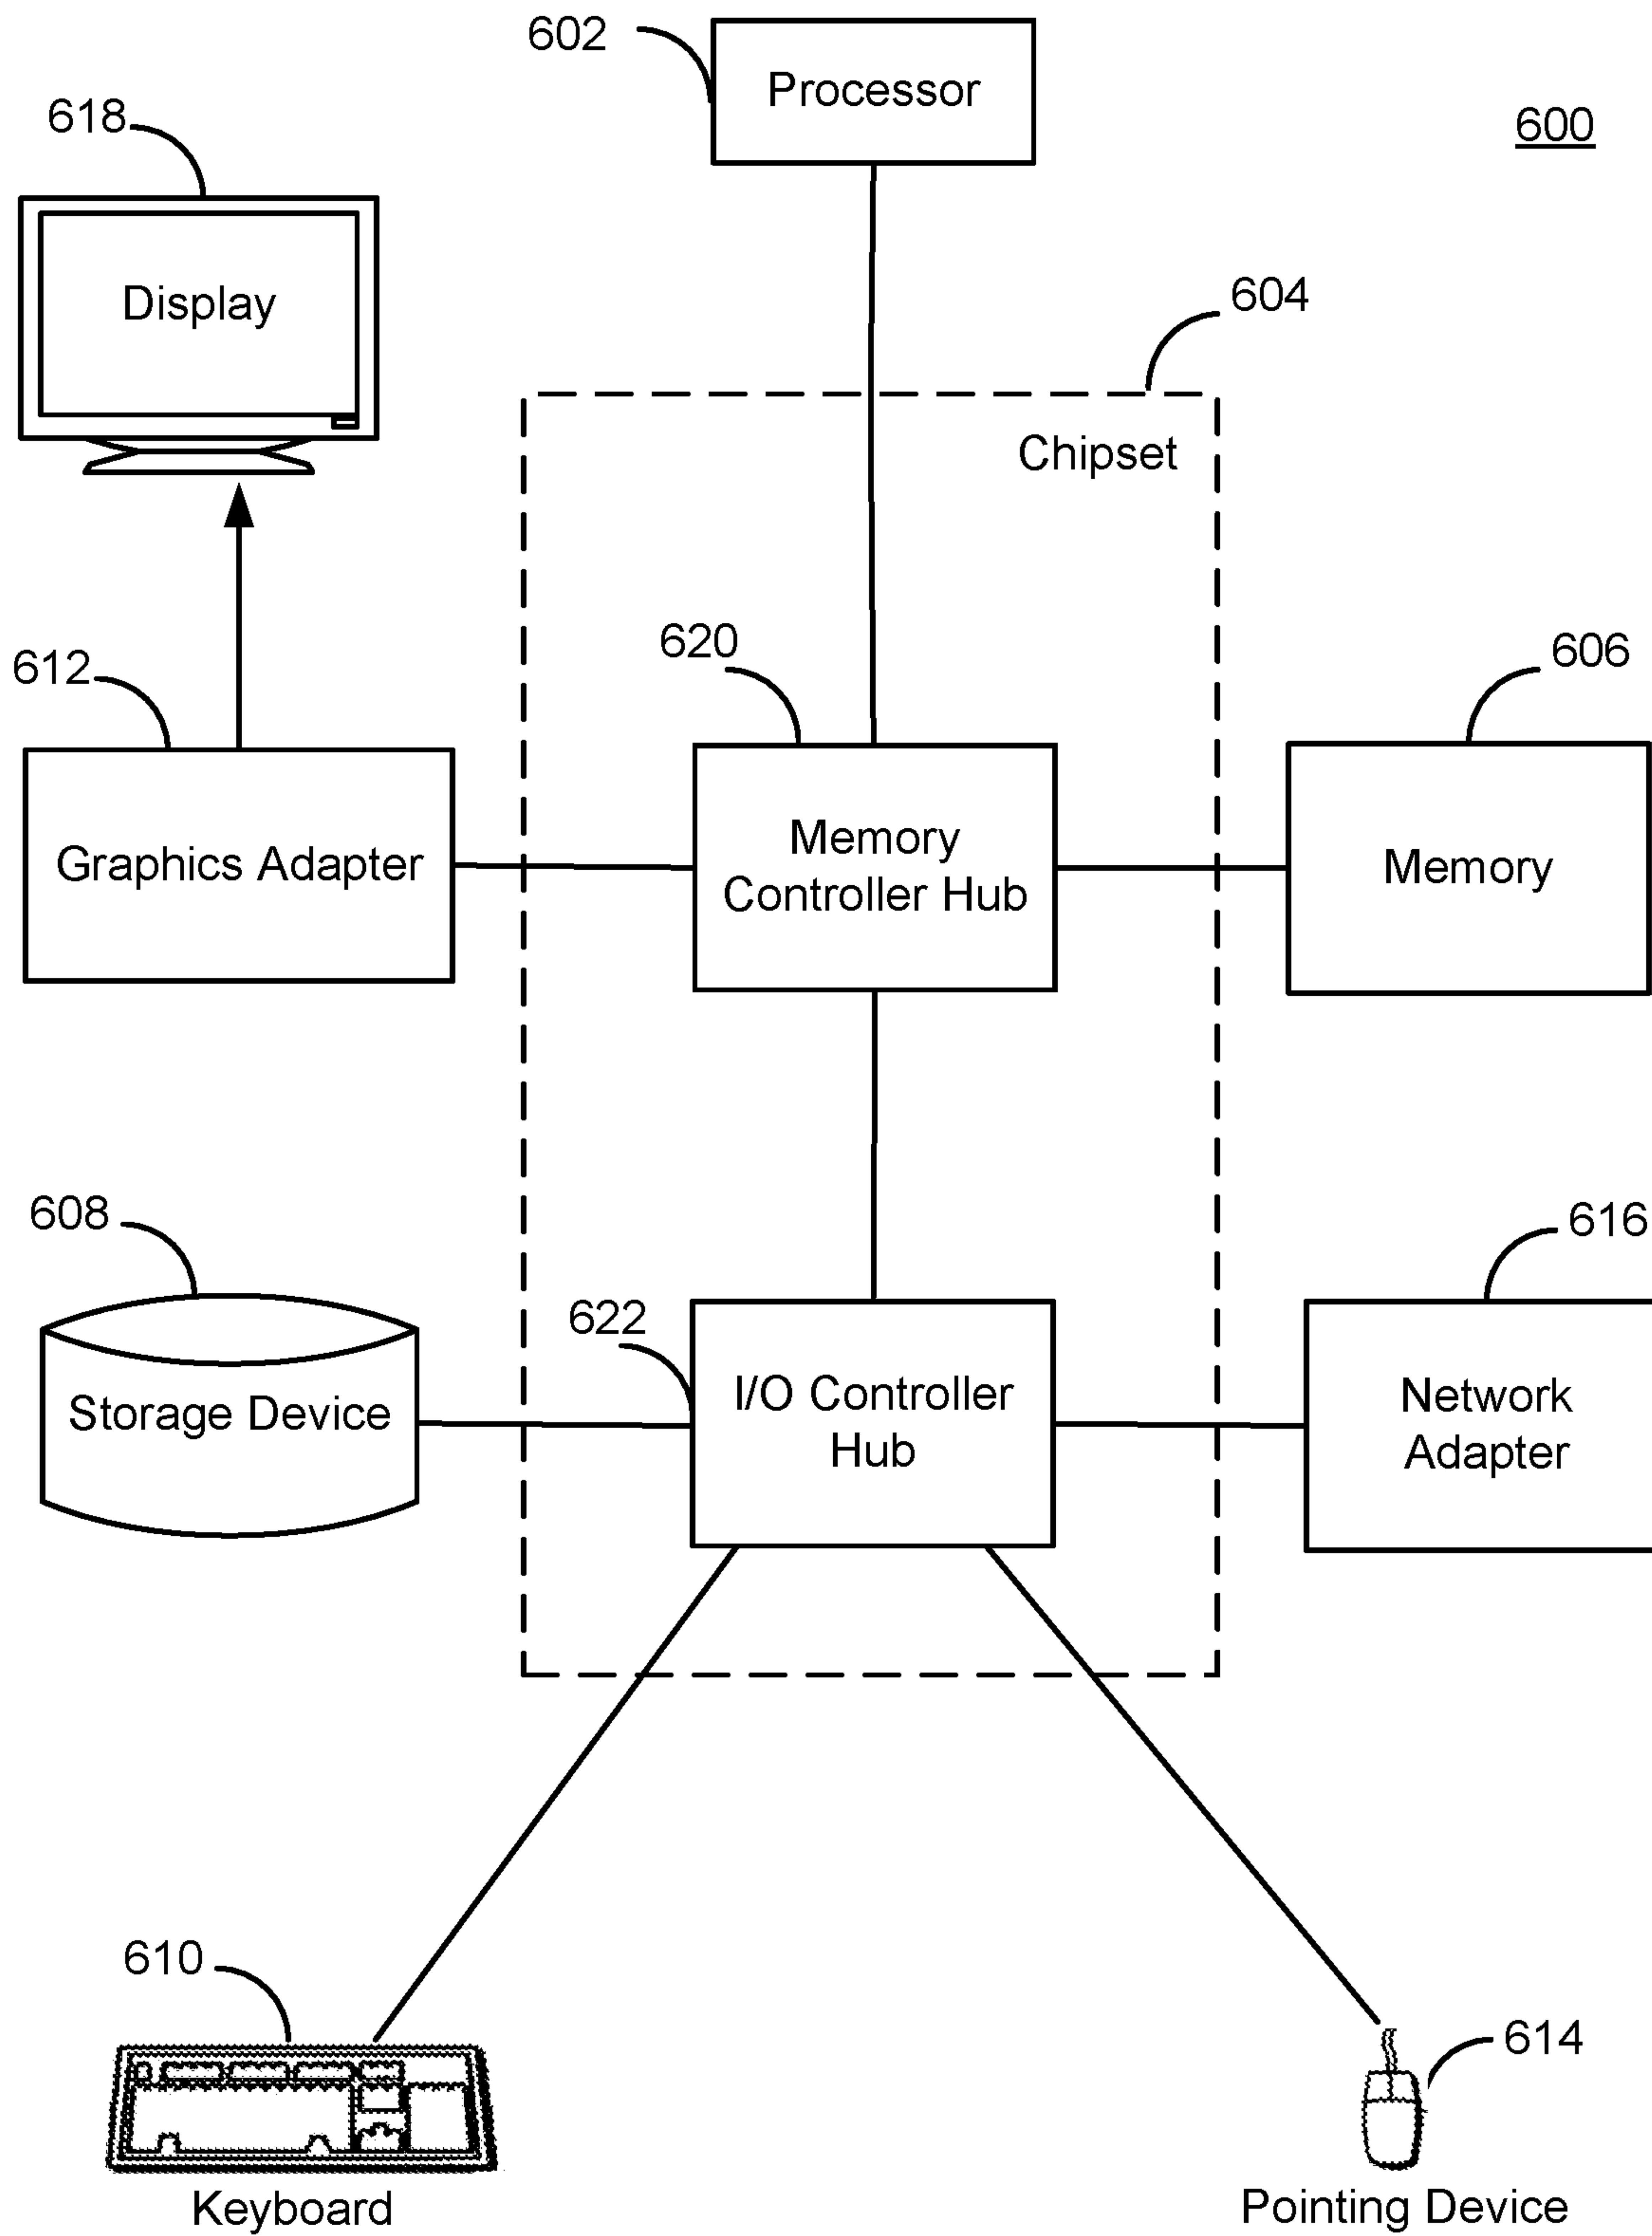 602
Processor
600
618
Display
604
Chipset
620
612
606
Memory
Controller Hub
Graphics Adapter
Memory
608
616
622
I/O Controller
Hub
Storage Device
Network
Adapter
610
614
Keyboard
Pointing Device